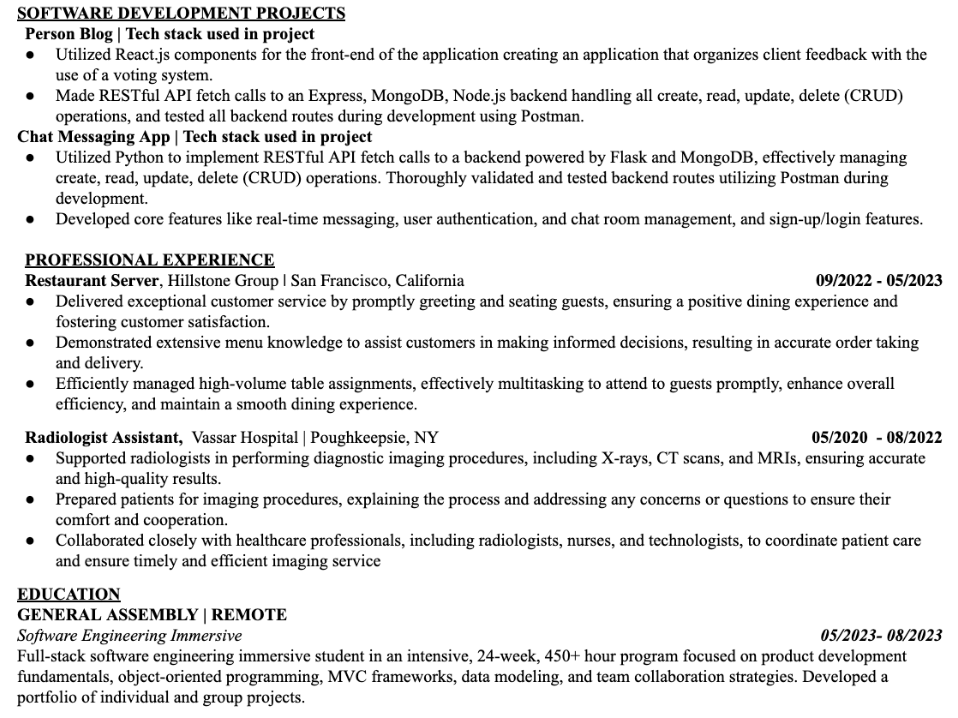 SOFTWARE DEVELOPMENT PROJECTS
Person Blog | Tech stack used in project
● Utilized React.js components for the front-end of the application creating an application that organizes client feedback with the
use of a voting system.
● Made RESTful API fetch calls to an Express, MongoDB, Node.js backend handling all create, read, update, delete (CRUD)
operations, and tested all backend routes during development using Postman.
Chat Messaging App | Tech stack used in project
● Utilized Python to implement RESTful API fetch calls to a backend powered by Flask and MongoDB, effectively managing
create, read, update, delete (CRUD) operations. Thoroughly validated and tested backend routes utilizing Postman during
development.
● Developed core features like real-time messaging, user authentication, and chat room management, and sign-up/login features.
PROFESSIONAL EXPERIENCE
Restaurant Server, Hillstone Group | San Francisco, California 09/2022 - 05/2023
● Delivered exceptional customer service by promptly greeting and seating guests, ensuring a positive dining experience and
fostering customer satisfaction.
● Demonstrated extensive menu knowledge to assist customers in making informed decisions, resulting in accurate order taking
and delivery.
● Efficiently managed high-volume table assignments, effectively multitasking to attend to guests promptly, enhance overall
efficiency, and maintain a smooth dining experience.
Radiologist Assistant, Vassar Hospital | Poughkeepsie, NY 05/2020 - 08/2022
● Supported radiologists in performing diagnostic imaging procedures, including X-rays, CT scans, and MRIs, ensuring accurate
and high-quality results.
● Prepared patients for imaging procedures, explaining the process and addressing any concerns or questions to ensure their
comfort and cooperation.
● Collaborated closely with healthcare professionals, including radiologists, nurses, and technologists, to coordinate patient care
and ensure timely and efficient imaging service
EDUCATION
GENERAL ASSEMBLY | REMOTE
Software Engineering Immersive 05/2023- 08/2023
Full-stack software engineering immersive student in an intensive, 24-week, 450+ hour program focused on product development
fundamentals, object-oriented programming, MVC frameworks, data modeling, and team collaboration strategies. Developed a
portfolio of individual and group projects.